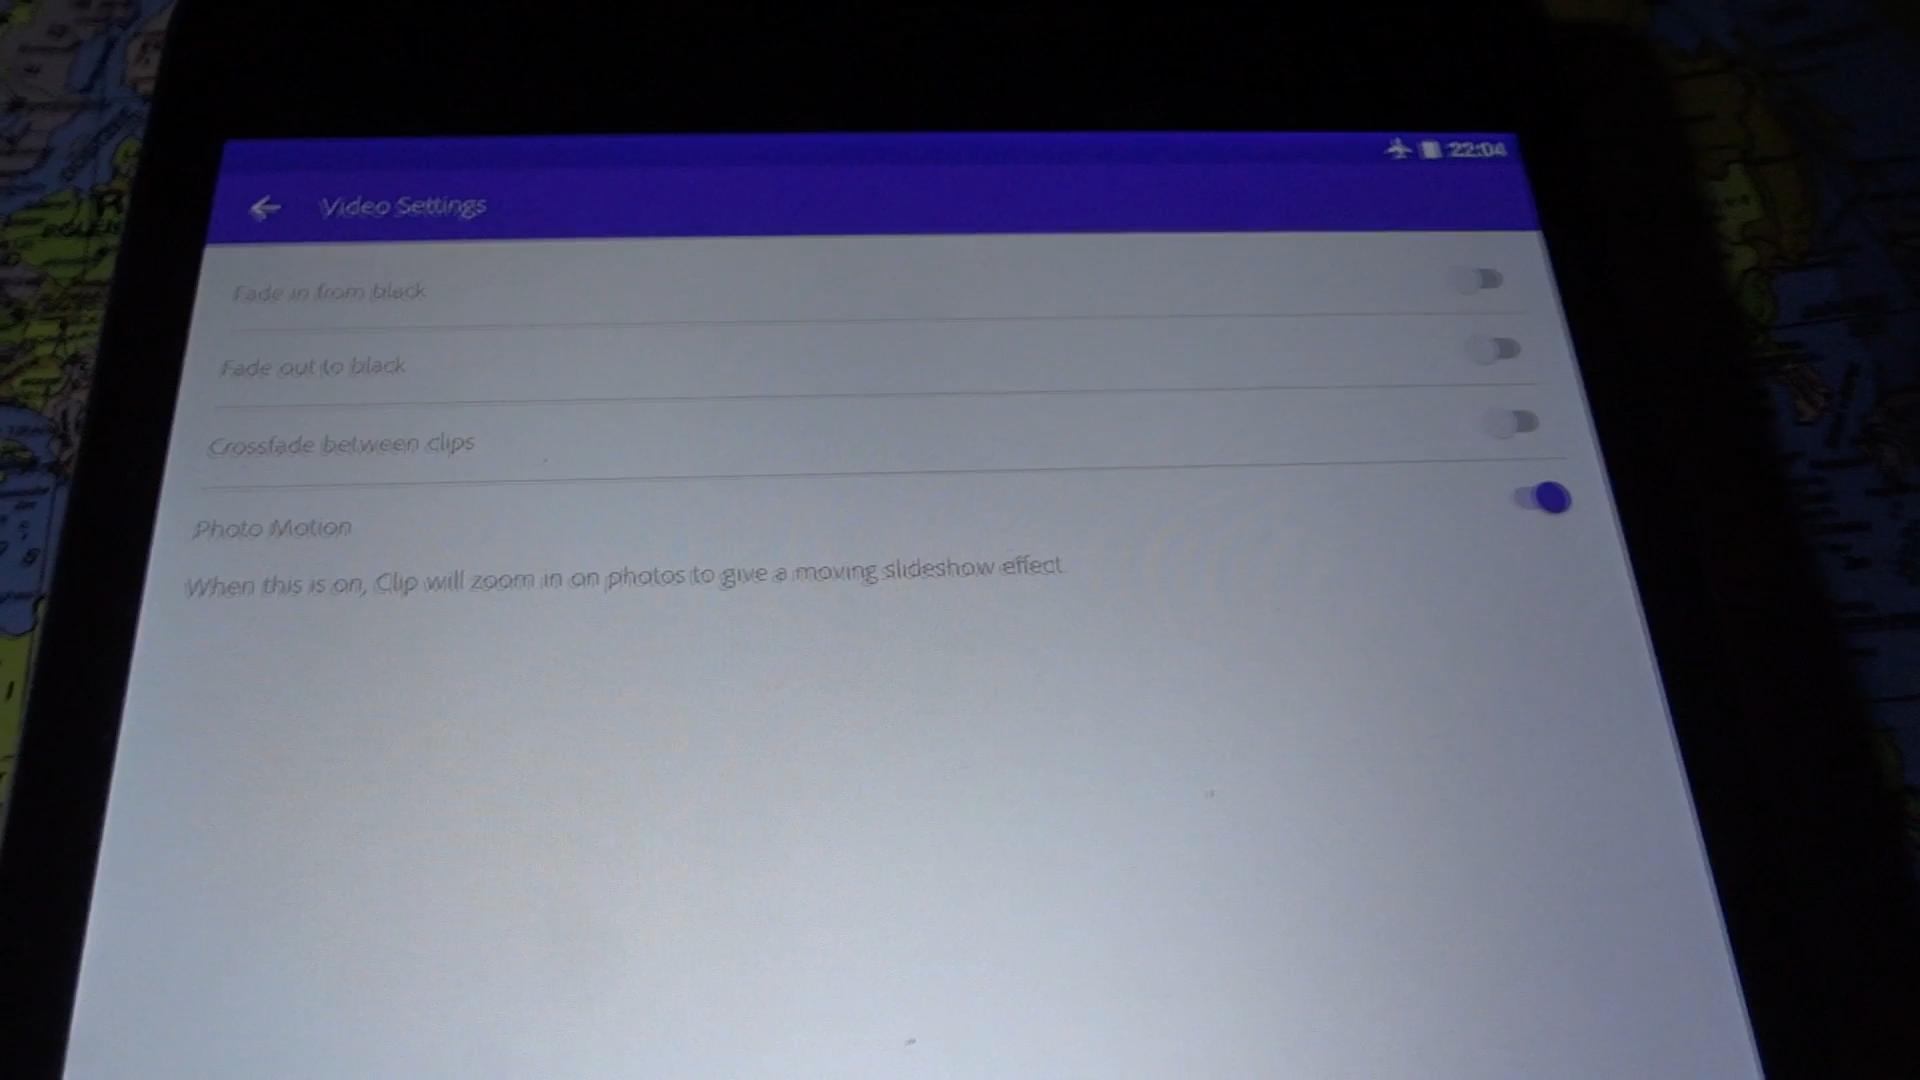 22:04
Video Settings
Fade in from black
Fade out to black
Crossfade between clips
Photo Motion
When this is on, Clip will zoom in on photos to give a moving slideshow effect